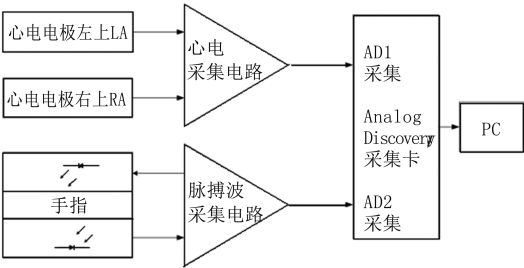 心电电极左上LA
心电电极右上RA
心电
采集电路
手指
脉搏波
采集电路
AD1
采集
Analog
Discovery
采集卡
AD2
采集
PC